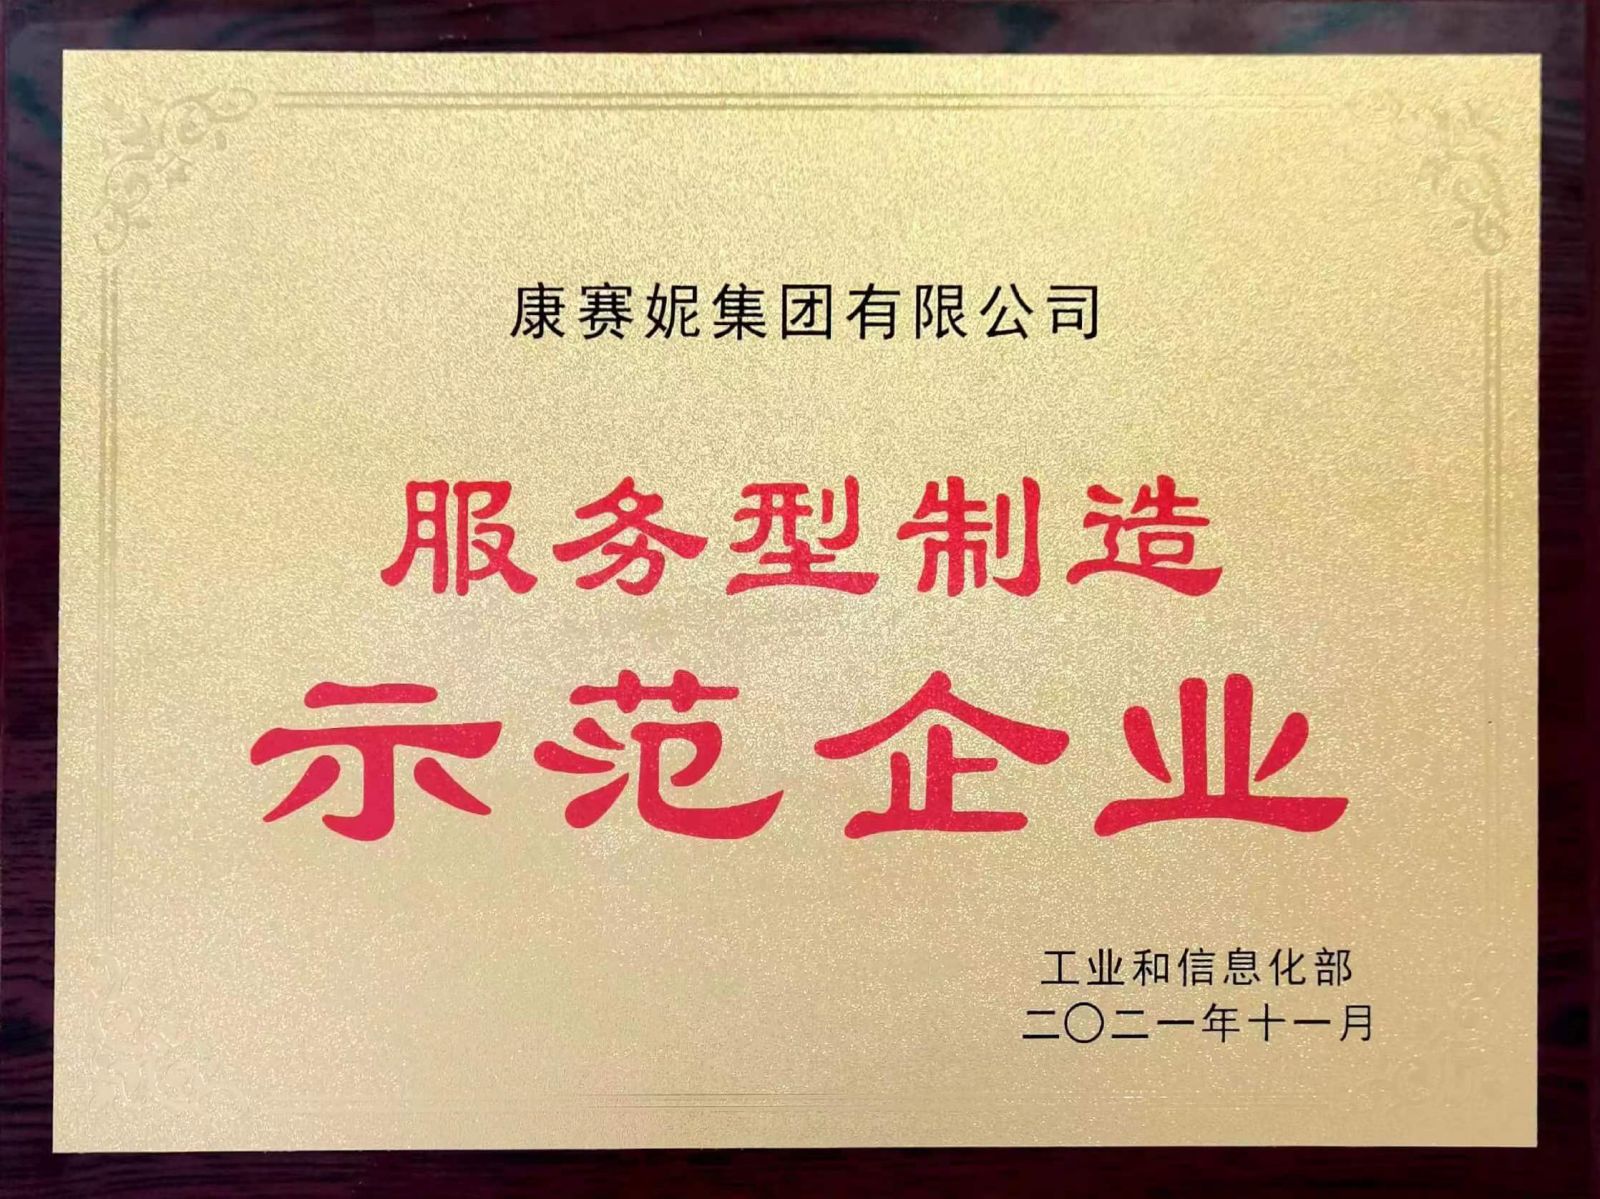 康赛妮集团有限公司
服务型制造
示范企业
工业和信息化部
二〇二一年十一月